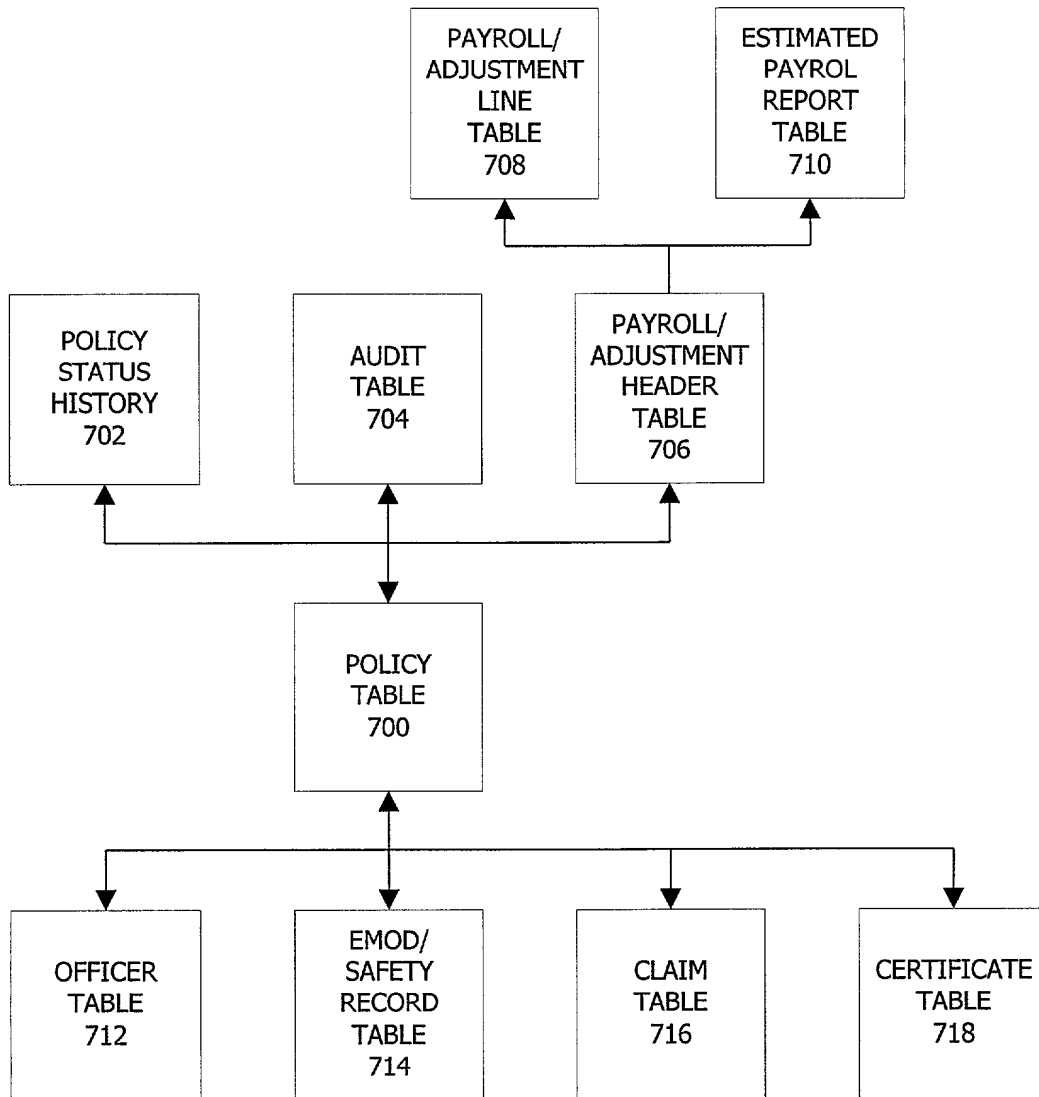 PAYROLL/
ADJUSTMENT
LINE
TABLE
708
ESTIMATED
PAYROL
REPORT
TABLE
710
POLICY
STATUS
HISTORY
702
AUDIT
TABLE
704
PAYROLL/
ADJUSTMENT
HEADER
TABLE
706
POLICY
TABLE
700
OFFICER
TABLE
712
EMOD/
SAFETY
RECORD
TABLE
714
CLAIM
TABLE
716
CERTIFICATE
TABLE
718